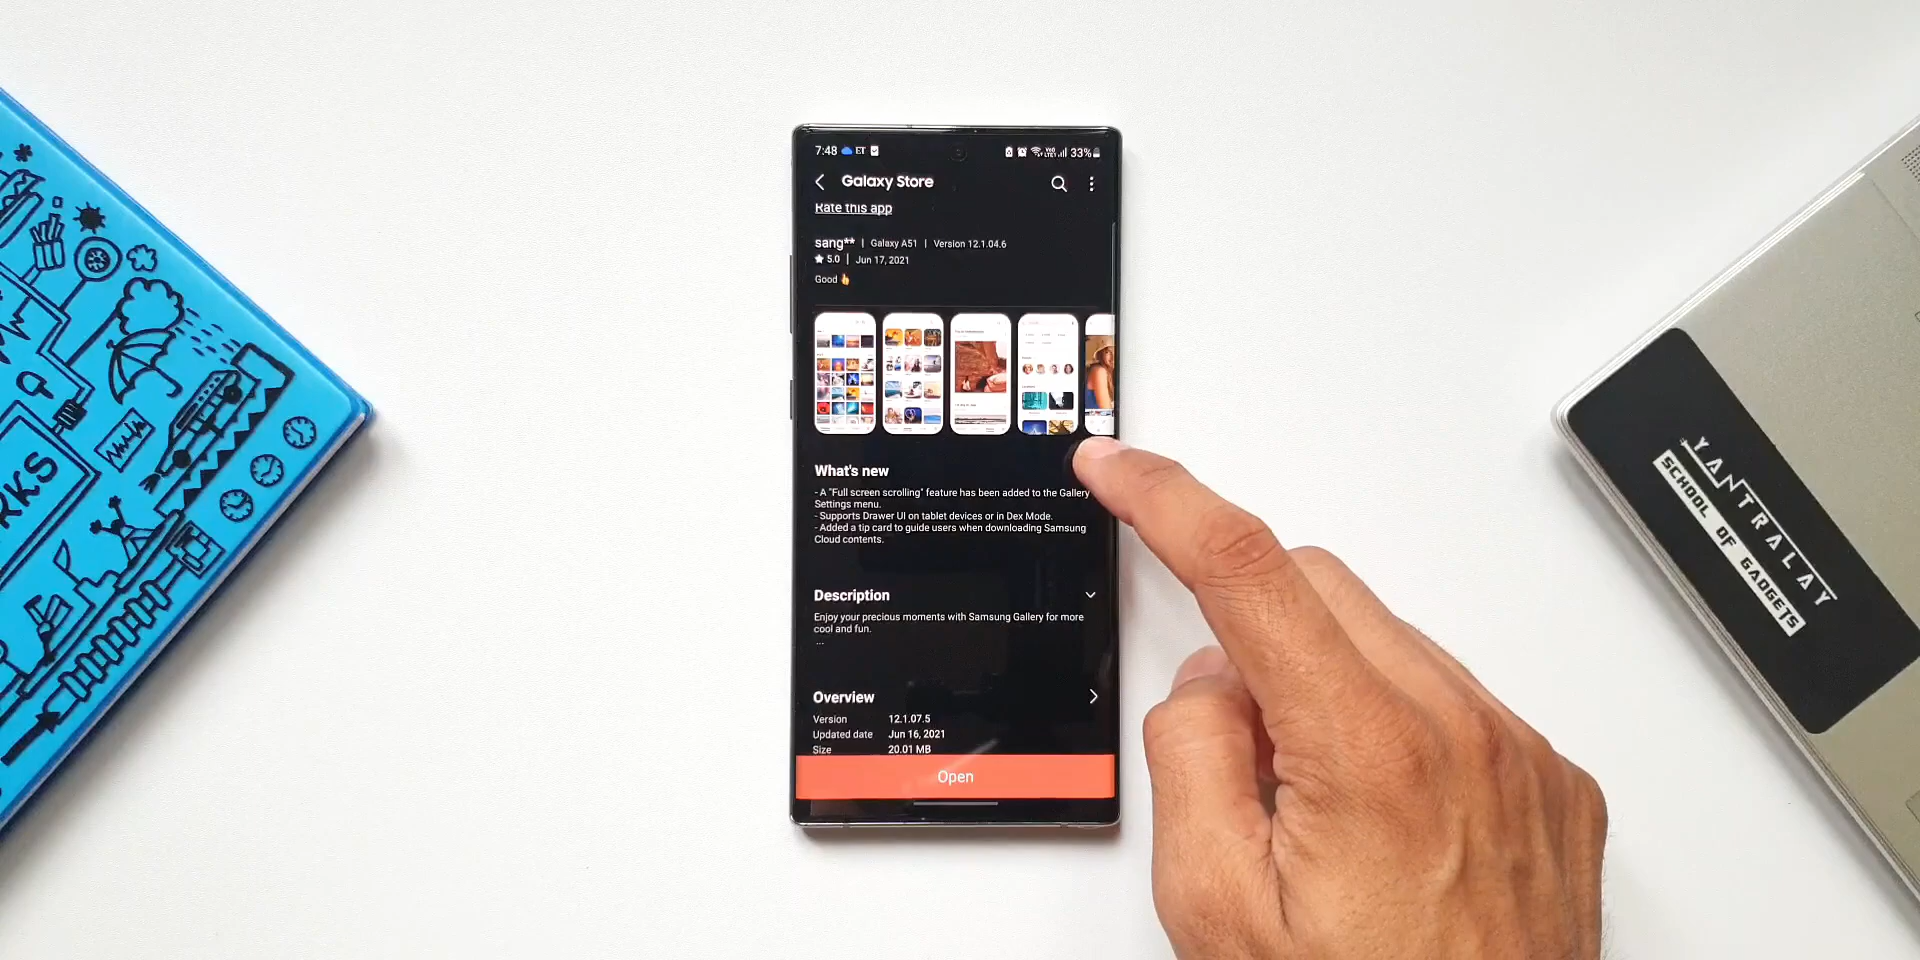 7:48 ET 33%
Galaxy Store
Rate this app
sang** | Galaxy A51 | Version 12.1.04.6
★ 5.0 | Jun 17, 2021
Good 👆
What's new
- A "Full screen scrolling" feature has been added to the Gallery
Settings menu.
- Supports Drawer UI on tablet devices or in Dex Mode.
- Added a tip card to guide users when downloading Samsung
Cloud contents.
Description
Enjoy your precious moments with Samsung Gallery for more
cool and fun.
...
Overview
Version 12.1.07.5
Updated date Jun 16, 2021
Size 20.01 MB
Open
RKS
YANTRALAY
SCHOOL OF GADGETS